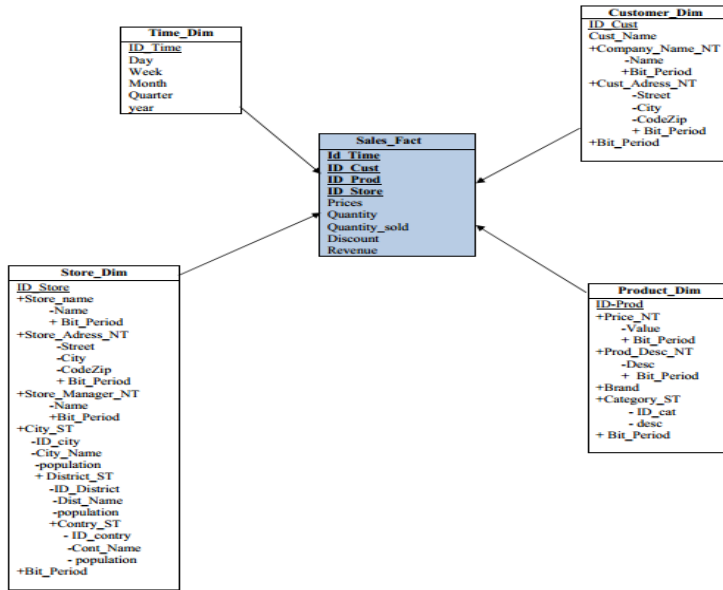 Time_Dim
ID_Time
Day
Week
Month
Quarter
year
Customer_Dim
ID_Cust
Cust_Name
+Company_Name_NT
-Name
+Bit_Period
+Cust_Adress_NT
-Street
-City
-CodeZip
+ Bit_Period
+Bit_Period
Sales_Fact
Id_Time
ID_Cust
ID_Prod
ID_Store
Prices
Quantity
Quantity_sold
Discount
Revenue
Store_Dim
ID_Store
+Store_name
-Name
+ Bit_Period
+Store_Adress_NT
-Street
-City
-CodeZip
+ Bit_Period
+Store_Manager_NT
-Name
+Bit_Period
+City_ST
-ID_city
-City_Name
-population
+ District_ST
-ID_District
-Dist_Name
-population
+Contry_ST
- ID_contry
-Cont_Name
- population
+Bit_Period
Product_Dim
ID-Prod
+Price_NT
-Value
+ Bit_Period
+Prod_Desc_NT
-Desc
+ Bit_Period
+Brand
+Category_ST
- ID_cat
- desc
+ Bit_Period